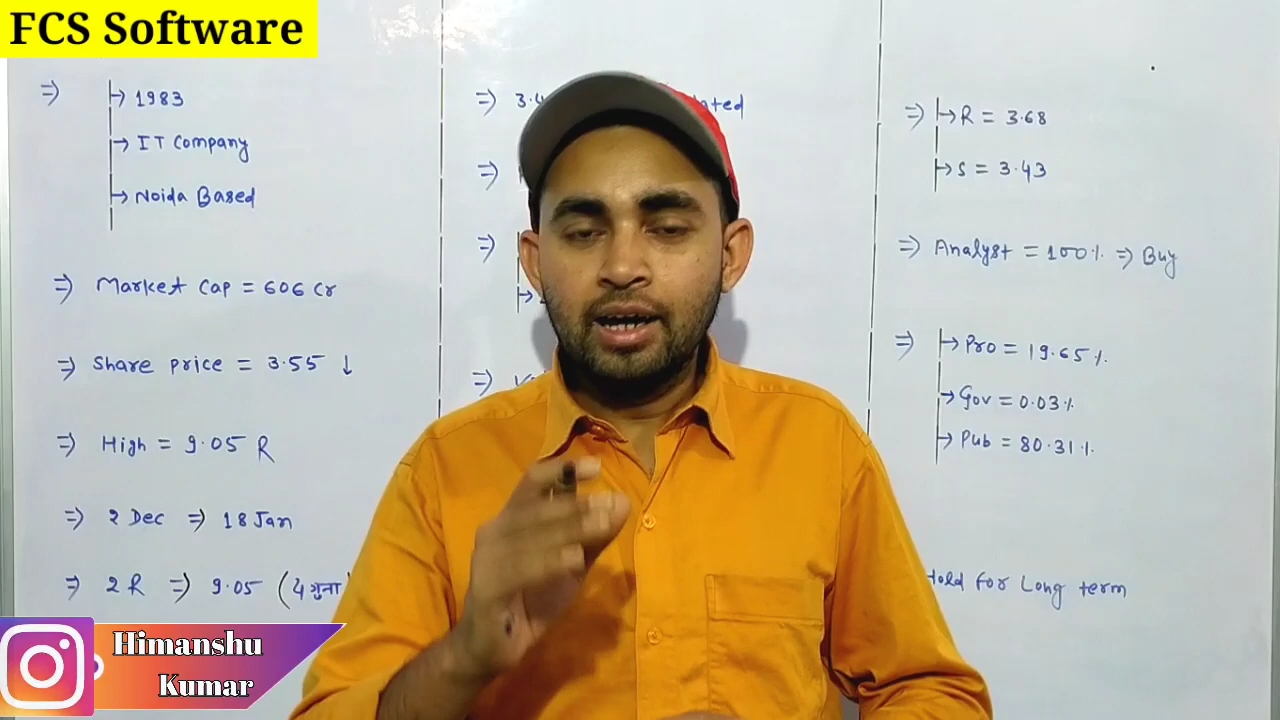 FCS Software
⇒ → 1983
→ IT Company
→ Noida Based
⇒ Market Cap = 606 Cr
⇒ Share price = 3.55 ↓
⇒ High = 9.05 R
⇒ 2 Dec ⇒ 18 Jan
⇒ 2 R ⇒ 9.05 (4 गुना
⇒ R = 3.68
→ S = 3.43
⇒ Analyst = 100% ⇒ Buy
⇒ → Pro = 19.65%
→ Gov = 0.03%
→ Pub = 80.31%
Hold For Long term
Himanshu
Kumar